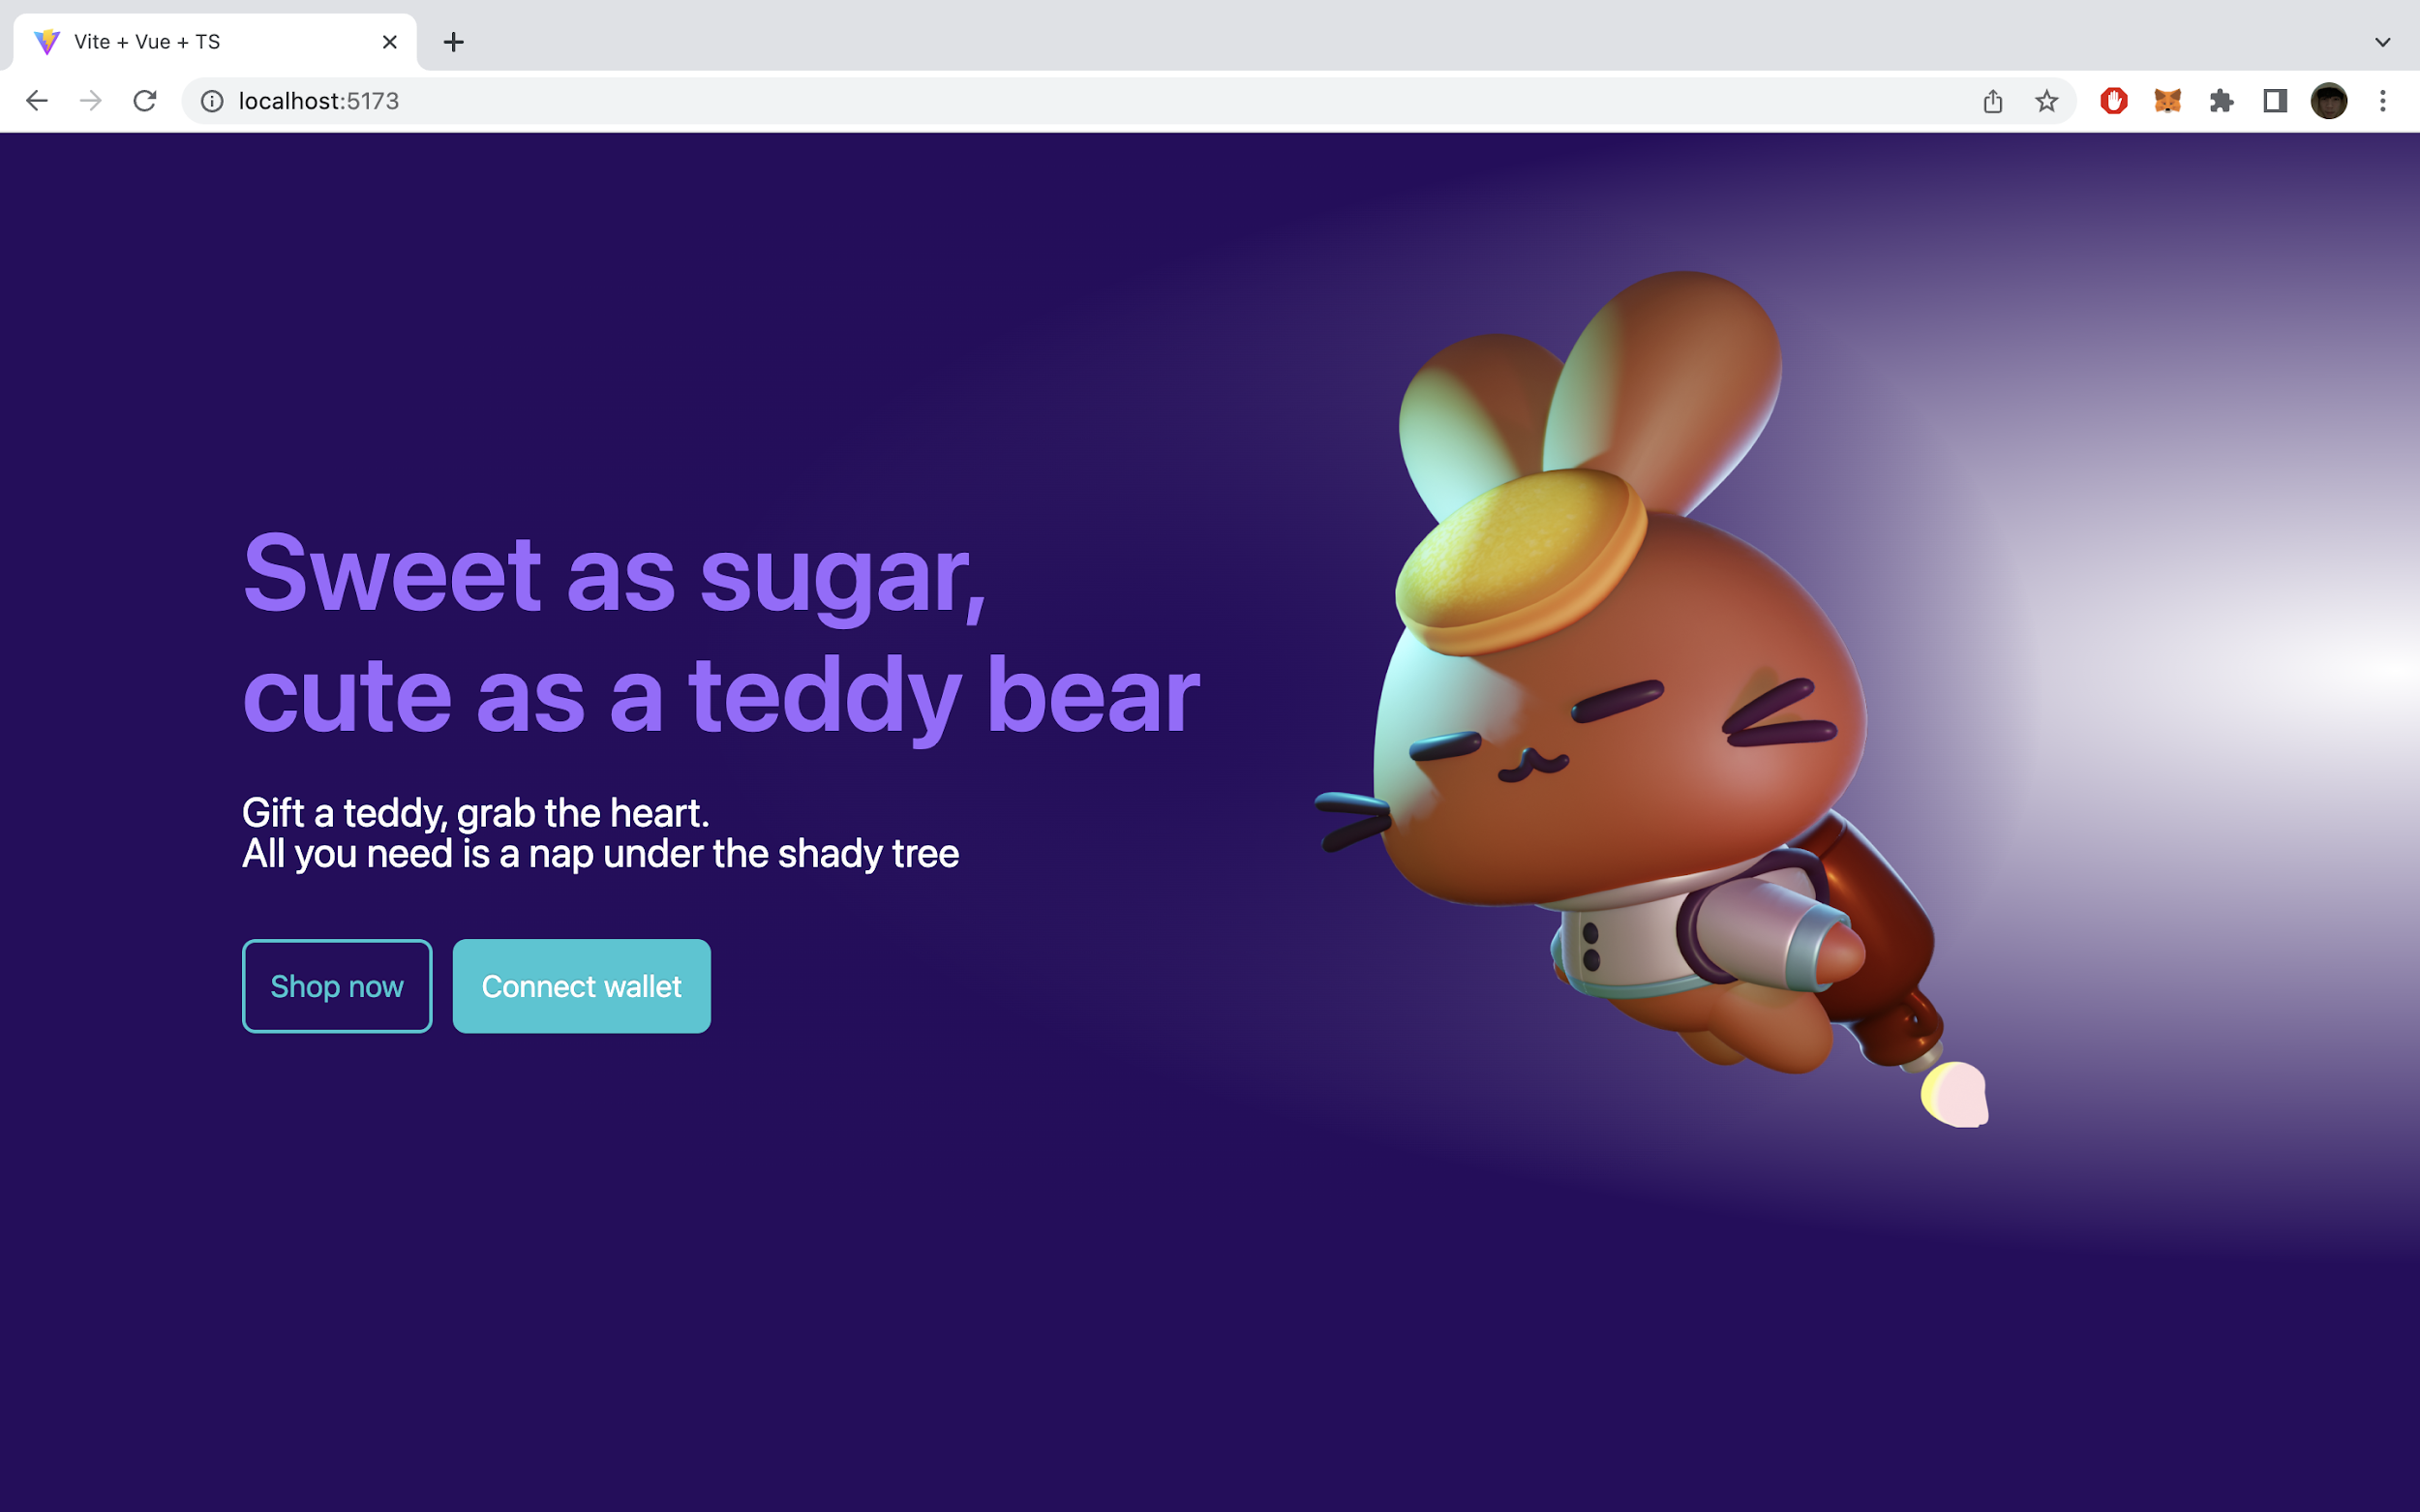 Vite + Vue + TS
localhost:5173
Sweet as sugar,
cute as a teddy bear
Gift a teddy, grab the heart.
All you need is a nap under the shady tree
Shop now
Connect wallet